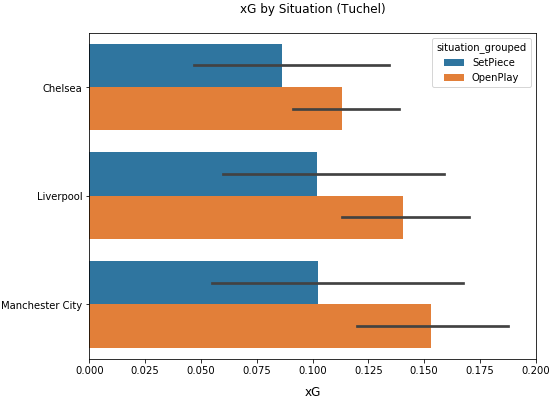 xG by Situation (Tuchel)
situation_grouped
SetPiece
OpenPlay
Chelsea
Liverpool
Manchester City
0.000 0.025 0.050 0.075 0.100 0.125 0.150 0.175 0.200
xG